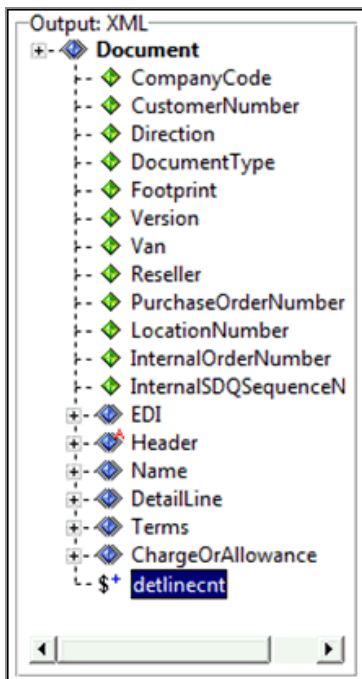 Output: XML
Document
CompanyCode
CustomerNumber
Direction
DocumentType
Footprint
Version
Van
Reseller
PurchaseOrderNumber
LocationNumber
InternalOrderNumber
InternalSDQSequenceN
EDI
Header
Name
DetailLine
Terms
ChargeOrAllowance
$+ detlinecnt